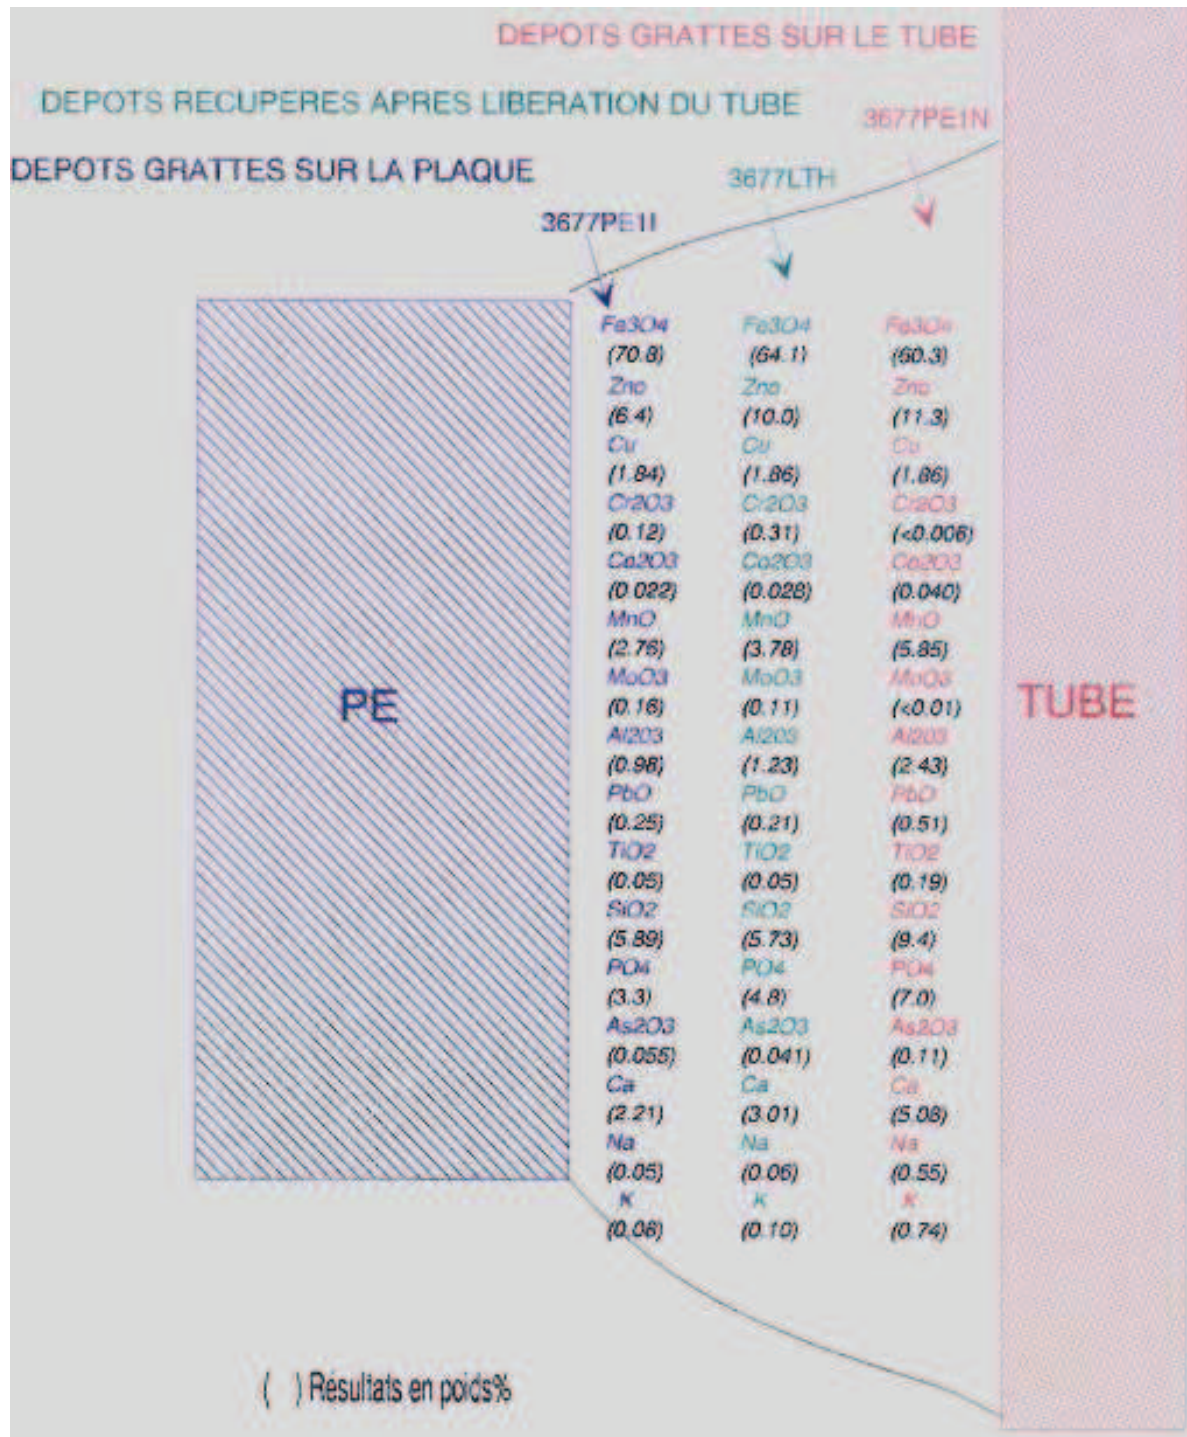 DEPOTS GRATTES SUR LE TUBE
DEPOTS RECUPERES APRES LIBERATION DU TUBE
3677PE1N
DEPOTS GRATTES SUR LA PLAQUE
3677LTH
3677PE1I
Fe3O4 Fe3O4 Fe3O4
(70.8) (64.1) (60.3)
Zno Zno Zno
(6.4) (10.0) (11.3)
Cu Cu Cu
(1.84) (1.86) (1.86)
Cr2O3 Cr2O3 Cr2O3
(0.12) (0.31) (<0.006)
Co2O3 Co2O3 Co2O3
(0.022) (0.028) (0.040)
MnO MnO MnO
(2.76) (3.78) (5.85)
MoO3 MoO3 MoO3
(0.16) (0.11) (<0.01)
PE
TUBE
Al2O3 Al2O3 Al2O3
(0.98) (1.23) (2.43)
PbO PbO PbO
(0.25) (0.21) (0.51)
TiO2 TiO2 TiO2
(0.05) (0.05) (0.19)
SiO2 SiO2 SiO2
(5.89) (5.73) (9.4)
PO4 PO4 PO4
(3.3) (4.8) (7.0)
As2O3 As2O3 As2O3
(0.055) (0.041) (0.11)
Ca Ca Ca
(2.21) (3.01) (5.08)
Na Na Na
(0.05) (0.06) (0.55)
K K K
(0.08) (0.10) (0.74)
( ) Résultats en poids%